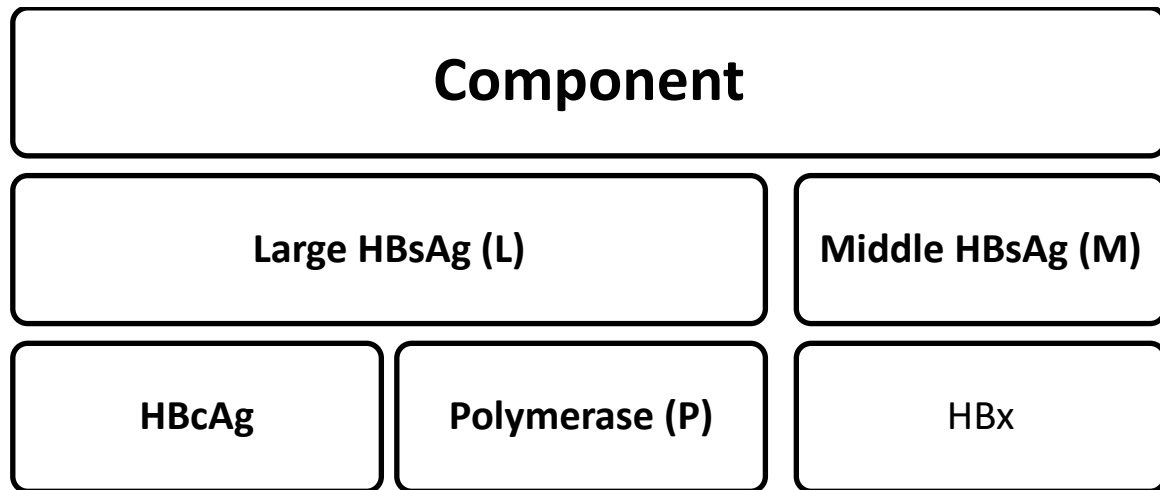 Component
Large HBsAg (L)
Middle HBsAg (M)
HBcAg
Polymerase (P)
HBx